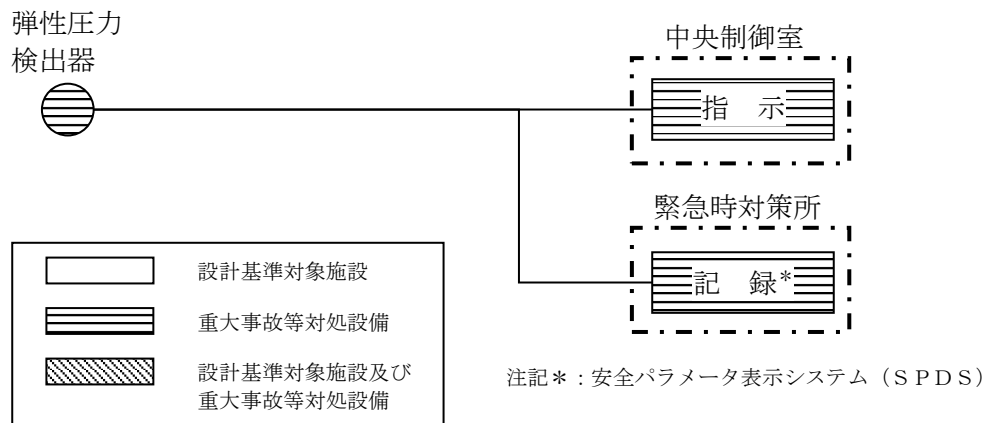 弾性圧力
検出器
中央制御室
指　示
緊急時対策所
記　録*
設計基準対象施設
重大事故等対処設備
設計基準対象施設及び
重大事故等対処設備
注記＊：安全パラメータ表示システム（ＳＰＤＳ）